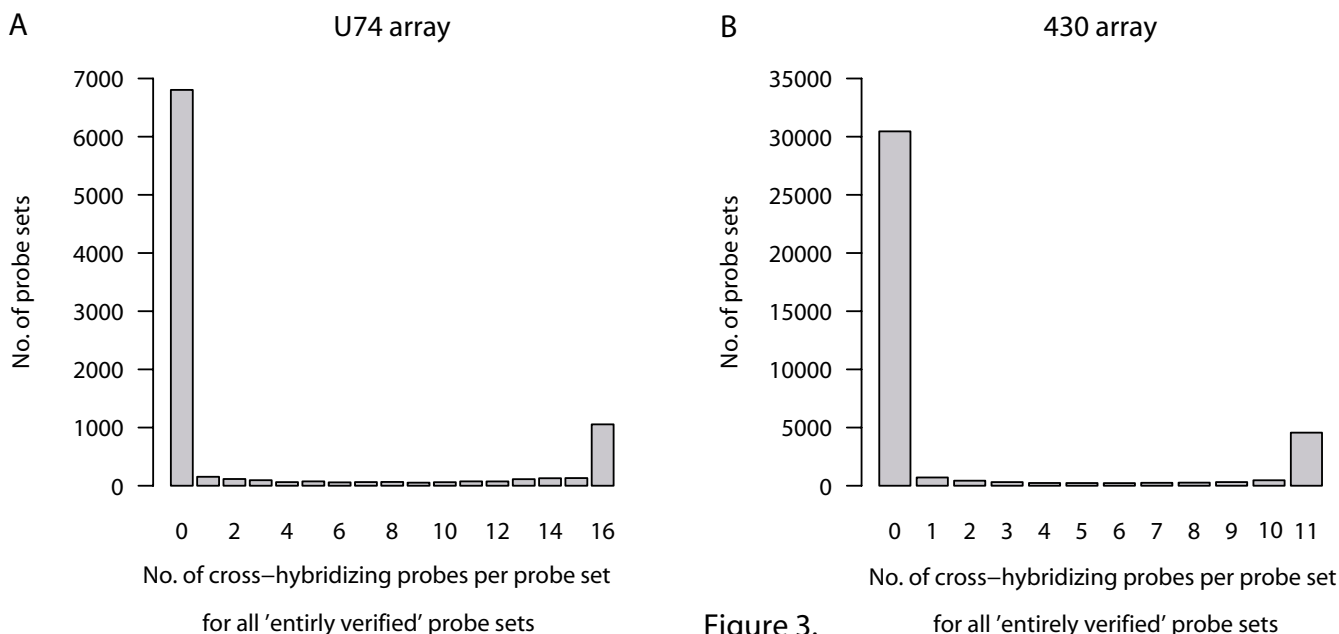 A
U74 array
7000
6000
5000
4000
3000
2000
1000
0
No. of probe sets
0 2 4 6 8 10 12 14 16
No. of cross−hybridizing probes per probe set
for all 'entirly verified' probe sets
B
430 array
35000
30000
25000
20000
15000
10000
5000
0
No. of probe sets
0 1 2 3 4 5 6 7 8 9 10 11
No. of cross−hybridizing probes per probe set
for all 'entirely verified' probe sets
Figure 3.